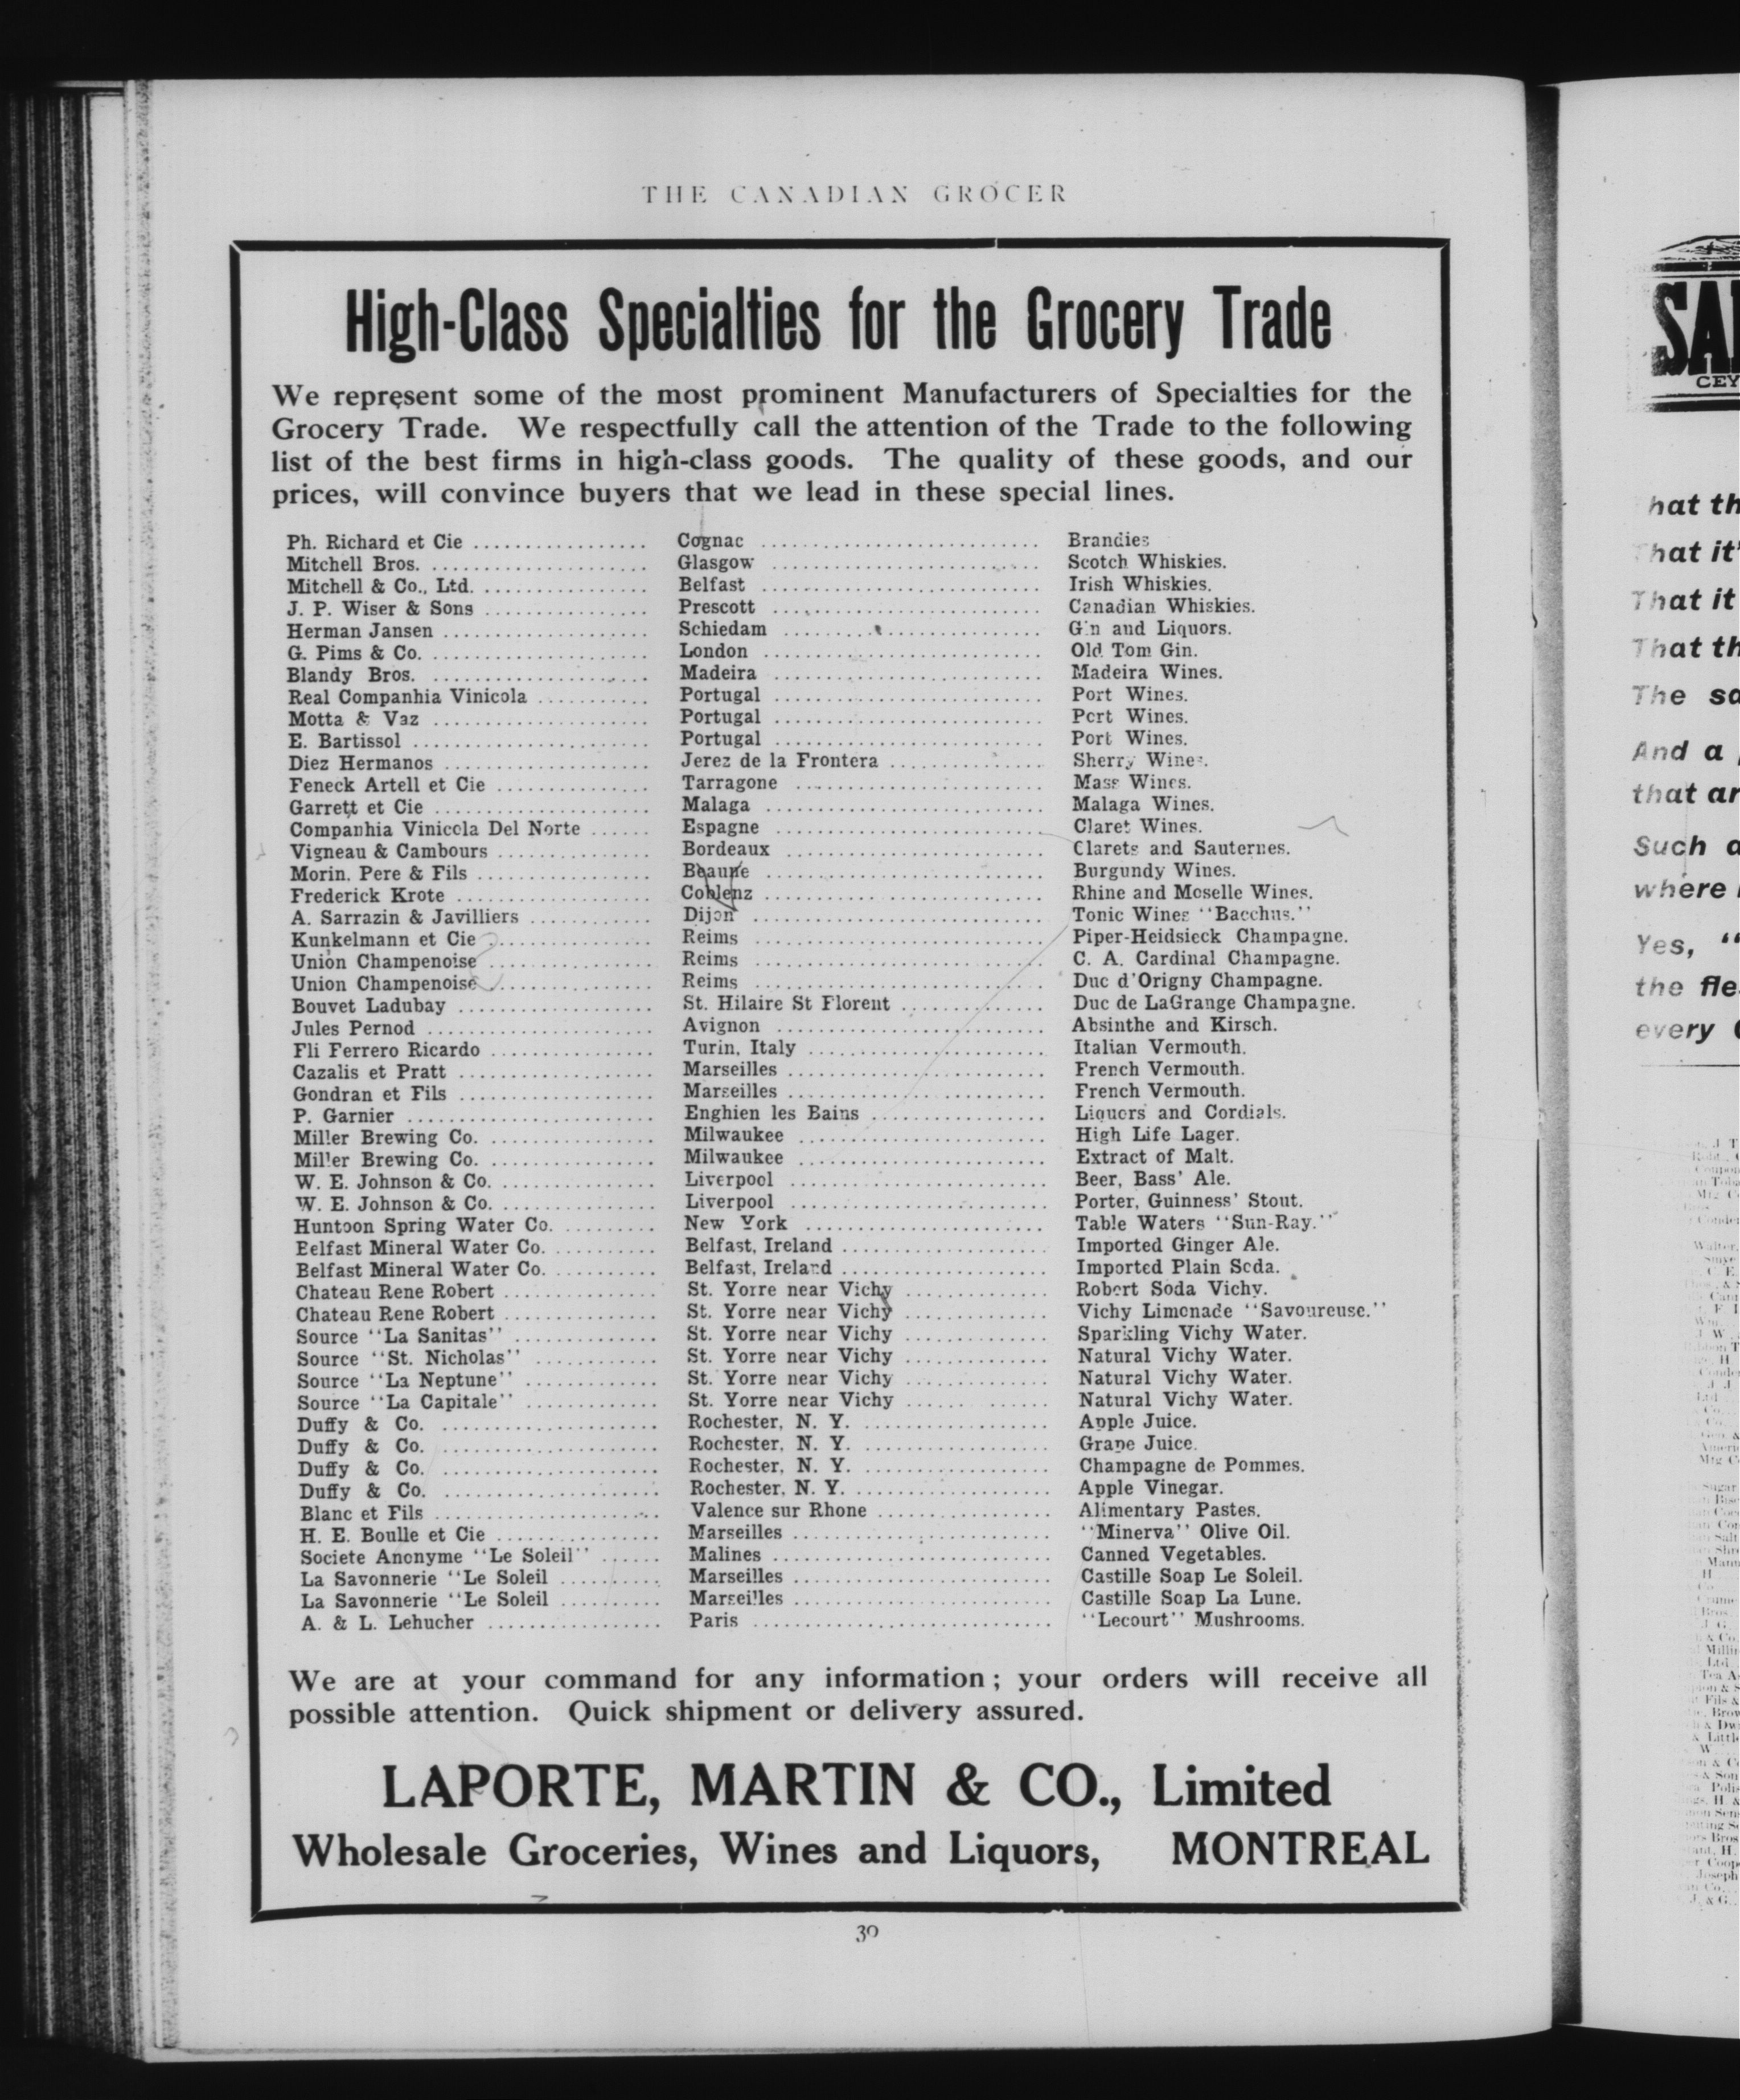 THE CANADIAN GROCER
High-Class Specialties for the Grocery Trade
We represent some of the most prominent Manufacturers of Specialties for the
Grocery Trade. We respectfully call the attention of the Trade to the following
list of the best firms in high-class goods. The quality of these goods, and our
prices, will convince buyers that we lead in these special lines.
Ph. Richard et Cie ................. Cognac ........................... Brandies
Mitchell Bros. ..................... Glasgow .......................... Scotch Whiskies.
Mitchell & Co., Ltd. ................ Belfast ........................... Irish Whiskies.
J. P. Wiser & Sons ................ Prescott .......................... Canadian Whiskies.
Herman Jansen .................... Schiedam ......................... Gin and Liquors.
G. Pims & Co. ..................... London ........................... Old Tom Gin.
Blandy Bros. ..................... Madeira .......................... Madeira Wines.
Real Companhia Vinicola ........... Portugal .......................... Port Wines.
Motta & Vaz ..................... Portugal .......................... Port Wines.
E. Bartissol ....................... Portugal .......................... Port Wines.
Diez Hermanos .................... Jerez de la Frontera ............... Sherry Wines.
Feneck Artell et Cie ............... Tarragone ........................ Mass Wines.
Garrett et Cie ..................... Malaga ........................... Malaga Wines.
Companhia Vinicola Del Norte ...... Espagne .......................... Claret Wines.
Vigneau & Cambours ............... Bordeaux ......................... Clarets and Sauternes.
Morin, Pere & Fils ................. Beaune ........................... Burgundy Wines.
Frederick Krote ................... Coblenz ........................... Rhine and Moselle Wines.
A. Sarrazin & Javilliers ............ Dijon ............................ Tonic Wines "Bacchus."
Kunkelmann et Cie ................ Reims ............................ Piper-Heidsieck Champagne.
Union Champenoise ................ Reims ............................ C. A. Cardinal Champagne.
Union Champenoise ................ Reims ............................ Duc d'Origny Champagne.
Bouvet Ladubay ................... St. Hilaire St Florent .............. Duc de LaGrange Champagne.
Jules Pernod ...................... Avignon .......................... Absinthe and Kirsch.
Fli Ferrero Ricardo ................ Turin, Italy ....................... Italian Vermouth.
Cazalis et Pratt ................... Marseilles ......................... French Vermouth.
Gondran et Fils ................... Marseilles ......................... French Vermouth.
P. Garnier ........................ Enghien les Bains ................. Liquors and Cordials.
Miller Brewing Co. ................ Milwaukee ........................ High Life Lager.
Miller Brewing Co. ................ Milwaukee ........................ Extract of Malt.
W. E. Johnson & Co. ............... Liverpool ......................... Beer, Bass' Ale.
W. E. Johnson & Co. ............... Liverpool ......................... Porter, Guinness' Stout.
Huntoon Spring Water Co. ......... New York ....................... Table Waters "Sun-Ray."
Belfast Mineral Water Co. .......... Belfast, Ireland .................... Imported Ginger Ale.
Belfast Mineral Water Co. .......... Belfast, Ireland .................... Imported Plain Soda.
Chateau Rene Robert ............... St. Yorre near Vichy .............. Robert Soda Vichy.
Chateau Rene Robert ............... St. Yorre near Vichy .............. Vichy Limonade "Savoureuse."
Source "La Sanitas" .............. St. Yorre near Vichy .............. Sparkling Vichy Water.
Source "St. Nicholas" ............ St. Yorre near Vichy .............. Natural Vichy Water.
Source "La Neptune" ............. St. Yorre near Vichy .............. Natural Vichy Water.
Source "La Capitale" ............. St. Yorre near Vichy .............. Natural Vichy Water.
Duffy & Co. ..................... Rochester, N. Y. .................. Apple Juice.
Duffy & Co. ..................... Rochester, N. Y. .................. Grape Juice.
Duffy & Co. ..................... Rochester, N. Y. .................. Champagne de Pommes.
Duffy & Co. ..................... Rochester, N. Y. ................... Apple Vinegar.
Blanc et Fils ...................... Valence sur Rhone ................. Alimentary Pastes.
H. E. Boulle et Cie ................ Marseilles ......................... "Minerva" Olive Oil.
Societe Anonyme "Le Soleil" ...... Malines ........................... Canned Vegetables.
La Savonnerie "Le Soleil .......... Marseilles ......................... Castille Soap Le Soleil.
La Savonnerie "Le Soleil .......... Marseilles ......................... Castille Soap La Lune.
A. & L. Lehucher ................. Paris ............................. "Lecourt" Mushrooms.
We are at your command for any information; your orders will receive all
possible attention. Quick shipment or delivery assured.
LAPORTE, MARTIN & CO., Limited
Wholesale Groceries, Wines and Liquors, MONTREAL
30
CEY
hat th
That it'
That it
That th
The
And a
that ar
Such
where
Yes, "
the
every